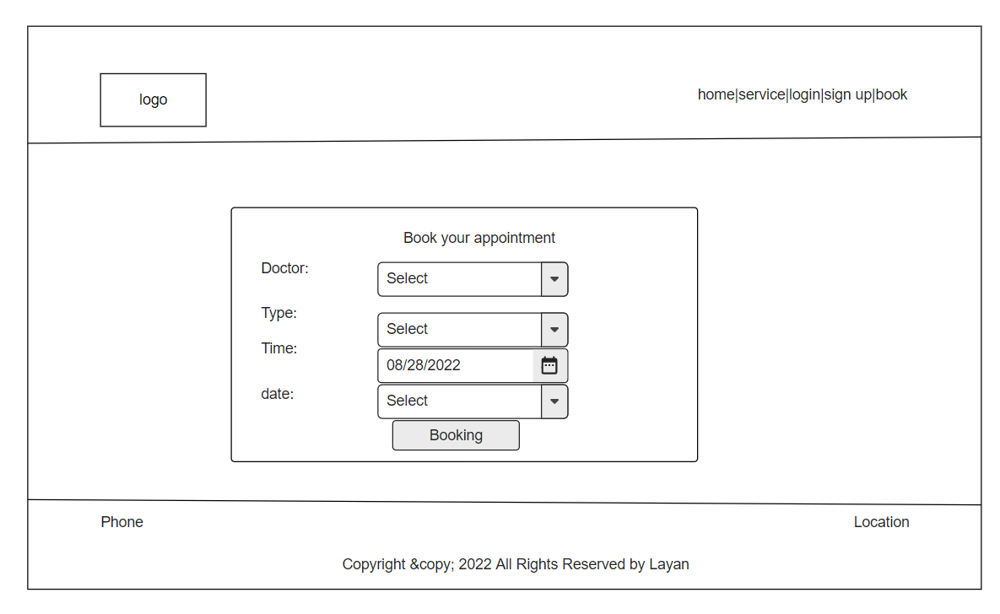 logo
home|service|login|sign up|book
Book your appointment
Doctor:
Select
Type:
Select
Time:
08/28/2022
date:
Select
Booking
Phone
Location
Copyright &copy; 2022 All Rights Reserved by Layan